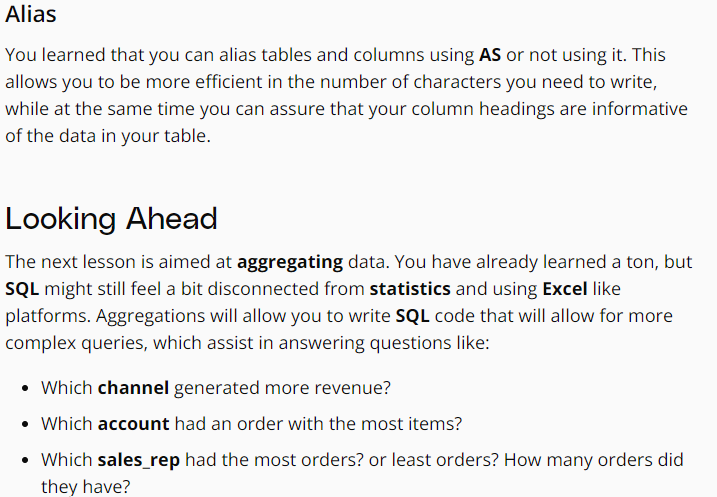 Alias
You learned that you can alias tables and columns using AS or not using it. This
allows you to be more efficient in the number of characters you need to write,
while at the same time you can assure that your column headings are informative
of the data in your table.
Looking Ahead
The next lesson is aimed at aggregating data. You have already learned a ton, but
SQL might still feel a bit disconnected from statistics and using Excel like
platforms. Aggregations will allow you to write SQL code that will allow for more
complex queries, which assist in answering questions like:
• Which channel generated more revenue?
• Which account had an order with the most items?
• Which sales_rep had the most orders? or least orders? How many orders did
they have?